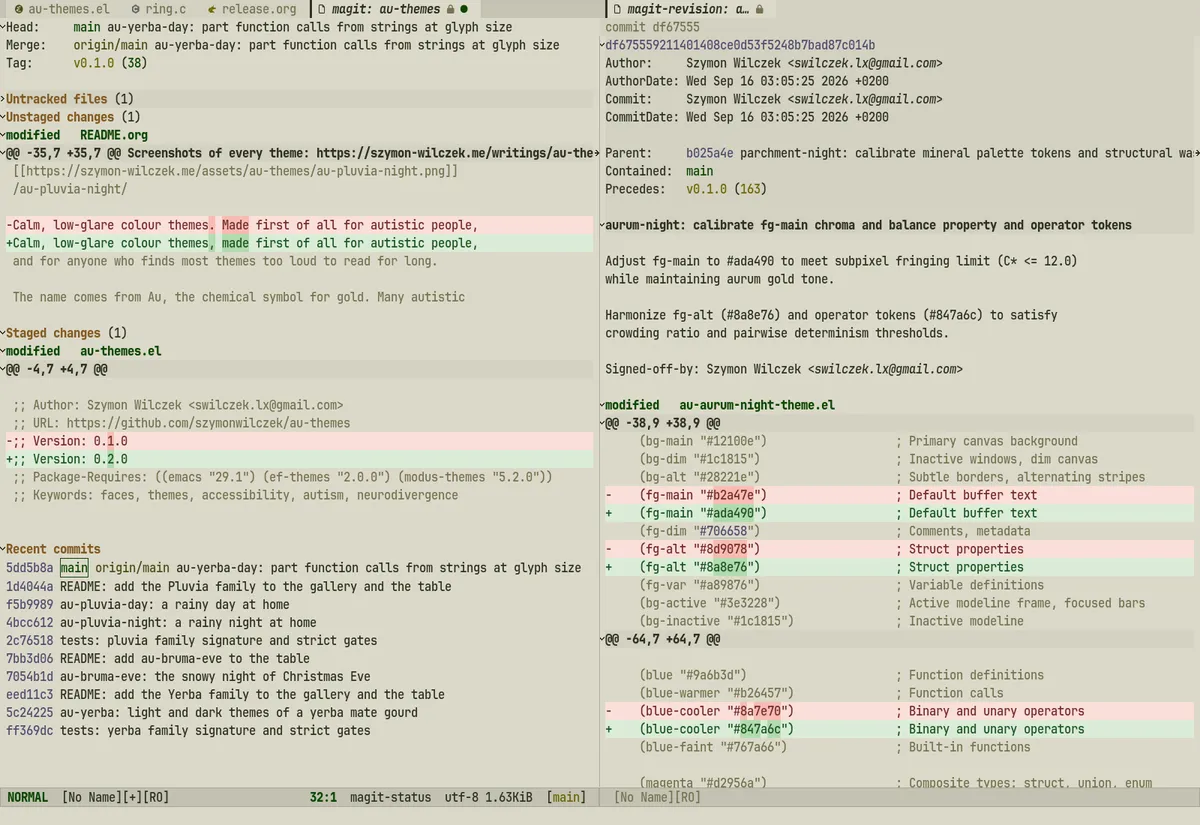 au-themes.el ring.c release.org magit: au-themes
Head: main au-yerba-day: part function calls from strings at glyph size
Merge: origin/main au-yerba-day: part function calls from strings at glyph size
Tag: v0.1.0 (38)
Untracked files (1)
Unstaged changes (1)
modified README.org
@@ -35,7 +35,7 @@ Screenshots of every theme: https://szymon-wilczek.me/writings/au-the
[[https://szymon-wilczek.me/assets/au-themes/au-pluvia-night.png]]
/au-pluvia-night/
-Calm, low-glare colour themes. Made first of all for autistic people,
+Calm, low-glare colour themes, made first of all for autistic people,
and for anyone who finds most themes too loud to read for long.
The name comes from Au, the chemical symbol for gold. Many autistic
Staged changes (1)
modified au-themes.el
@@ -4,7 +4,7 @@
;; Author: Szymon Wilczek <swilczek.lx@gmail.com>
;; URL: https://github.com/szymonwilczek/au-themes
-;; Version: 0.1.0
+;; Version: 0.2.0
;; Package-Requires: ((emacs "29.1") (ef-themes "2.0.0") (modus-themes "5.2.0"))
;; Keywords: faces, themes, accessibility, autism, neurodivergence
Recent commits
5dd5b8a main origin/main au-yerba-day: part function calls from strings at glyph size
1d4044a README: add the Pluvia family to the gallery and the table
f5b9989 au-pluvia-day: a rainy day at home
4bcc612 au-pluvia-night: a rainy night at home
2c76518 tests: pluvia family signature and strict gates
7bb3d06 README: add au-bruma-eve to the table
7054b1d au-bruma-eve: the snowy night of Christmas Eve
eed11c3 README: add the Yerba family to the gallery and the table
5c24225 au-yerba: light and dark themes of a yerba mate gourd
ff369dc tests: yerba family signature and strict gates
NORMAL [No Name][+][RO] 32:1 magit-status utf-8 1.63KiB [main]
magit-revision: a…
commit df67555
df675559211401408ce0d53f5248b7bad87c014b
Author: Szymon Wilczek <swilczek.lx@gmail.com>
AuthorDate: Wed Sep 16 03:05:25 2026 +0200
Commit: Szymon Wilczek <swilczek.lx@gmail.com>
CommitDate: Wed Sep 16 03:05:25 2026 +0200
Parent: b025a4e parchment-night: calibrate mineral palette tokens and structural wa
Contained: main
Precedes: v0.1.0 (163)
aurum-night: calibrate fg-main chroma and balance property and operator tokens
Adjust fg-main to #ada490 to meet subpixel fringing limit (C* <= 12.0)
while maintaining aurum gold tone.
Harmonize fg-alt (#8a8e76) and operator tokens (#847a6c) to satisfy
crowding ratio and pairwise determinism thresholds.
Signed-off-by: Szymon Wilczek <swilczek.lx@gmail.com>
modified au-aurum-night-theme.el
@@ -38,9 +38,9 @@
(bg-main "#12100e") ; Primary canvas background
(bg-dim "#1c1815") ; Inactive windows, dim canvas
(bg-alt "#28221e") ; Subtle borders, alternating stripes
- (fg-main "#b2a47e") ; Default buffer text
+ (fg-main "#ada490") ; Default buffer text
(fg-dim "#706658") ; Comments, metadata
- (fg-alt "#8d9078") ; Struct properties
+ (fg-alt "#8a8e76") ; Struct properties
(fg-var "#a89876") ; Variable definitions
(bg-active "#3e3228") ; Active modeline frame, focused bars
(bg-inactive "#1c1815") ; Inactive modeline
@@ -64,7 +64,7 @@
(blue "#9a6b3d") ; Function definitions
(blue-warmer "#b26457") ; Function calls
- (blue-cooler "#8a7e70") ; Binary and unary operators
+ (blue-cooler "#847a6c") ; Binary and unary operators
(blue-faint "#767a66") ; Built-in functions
(magenta "#d2956a") ; Composite types: struct, union, enum
[No Name][RO]